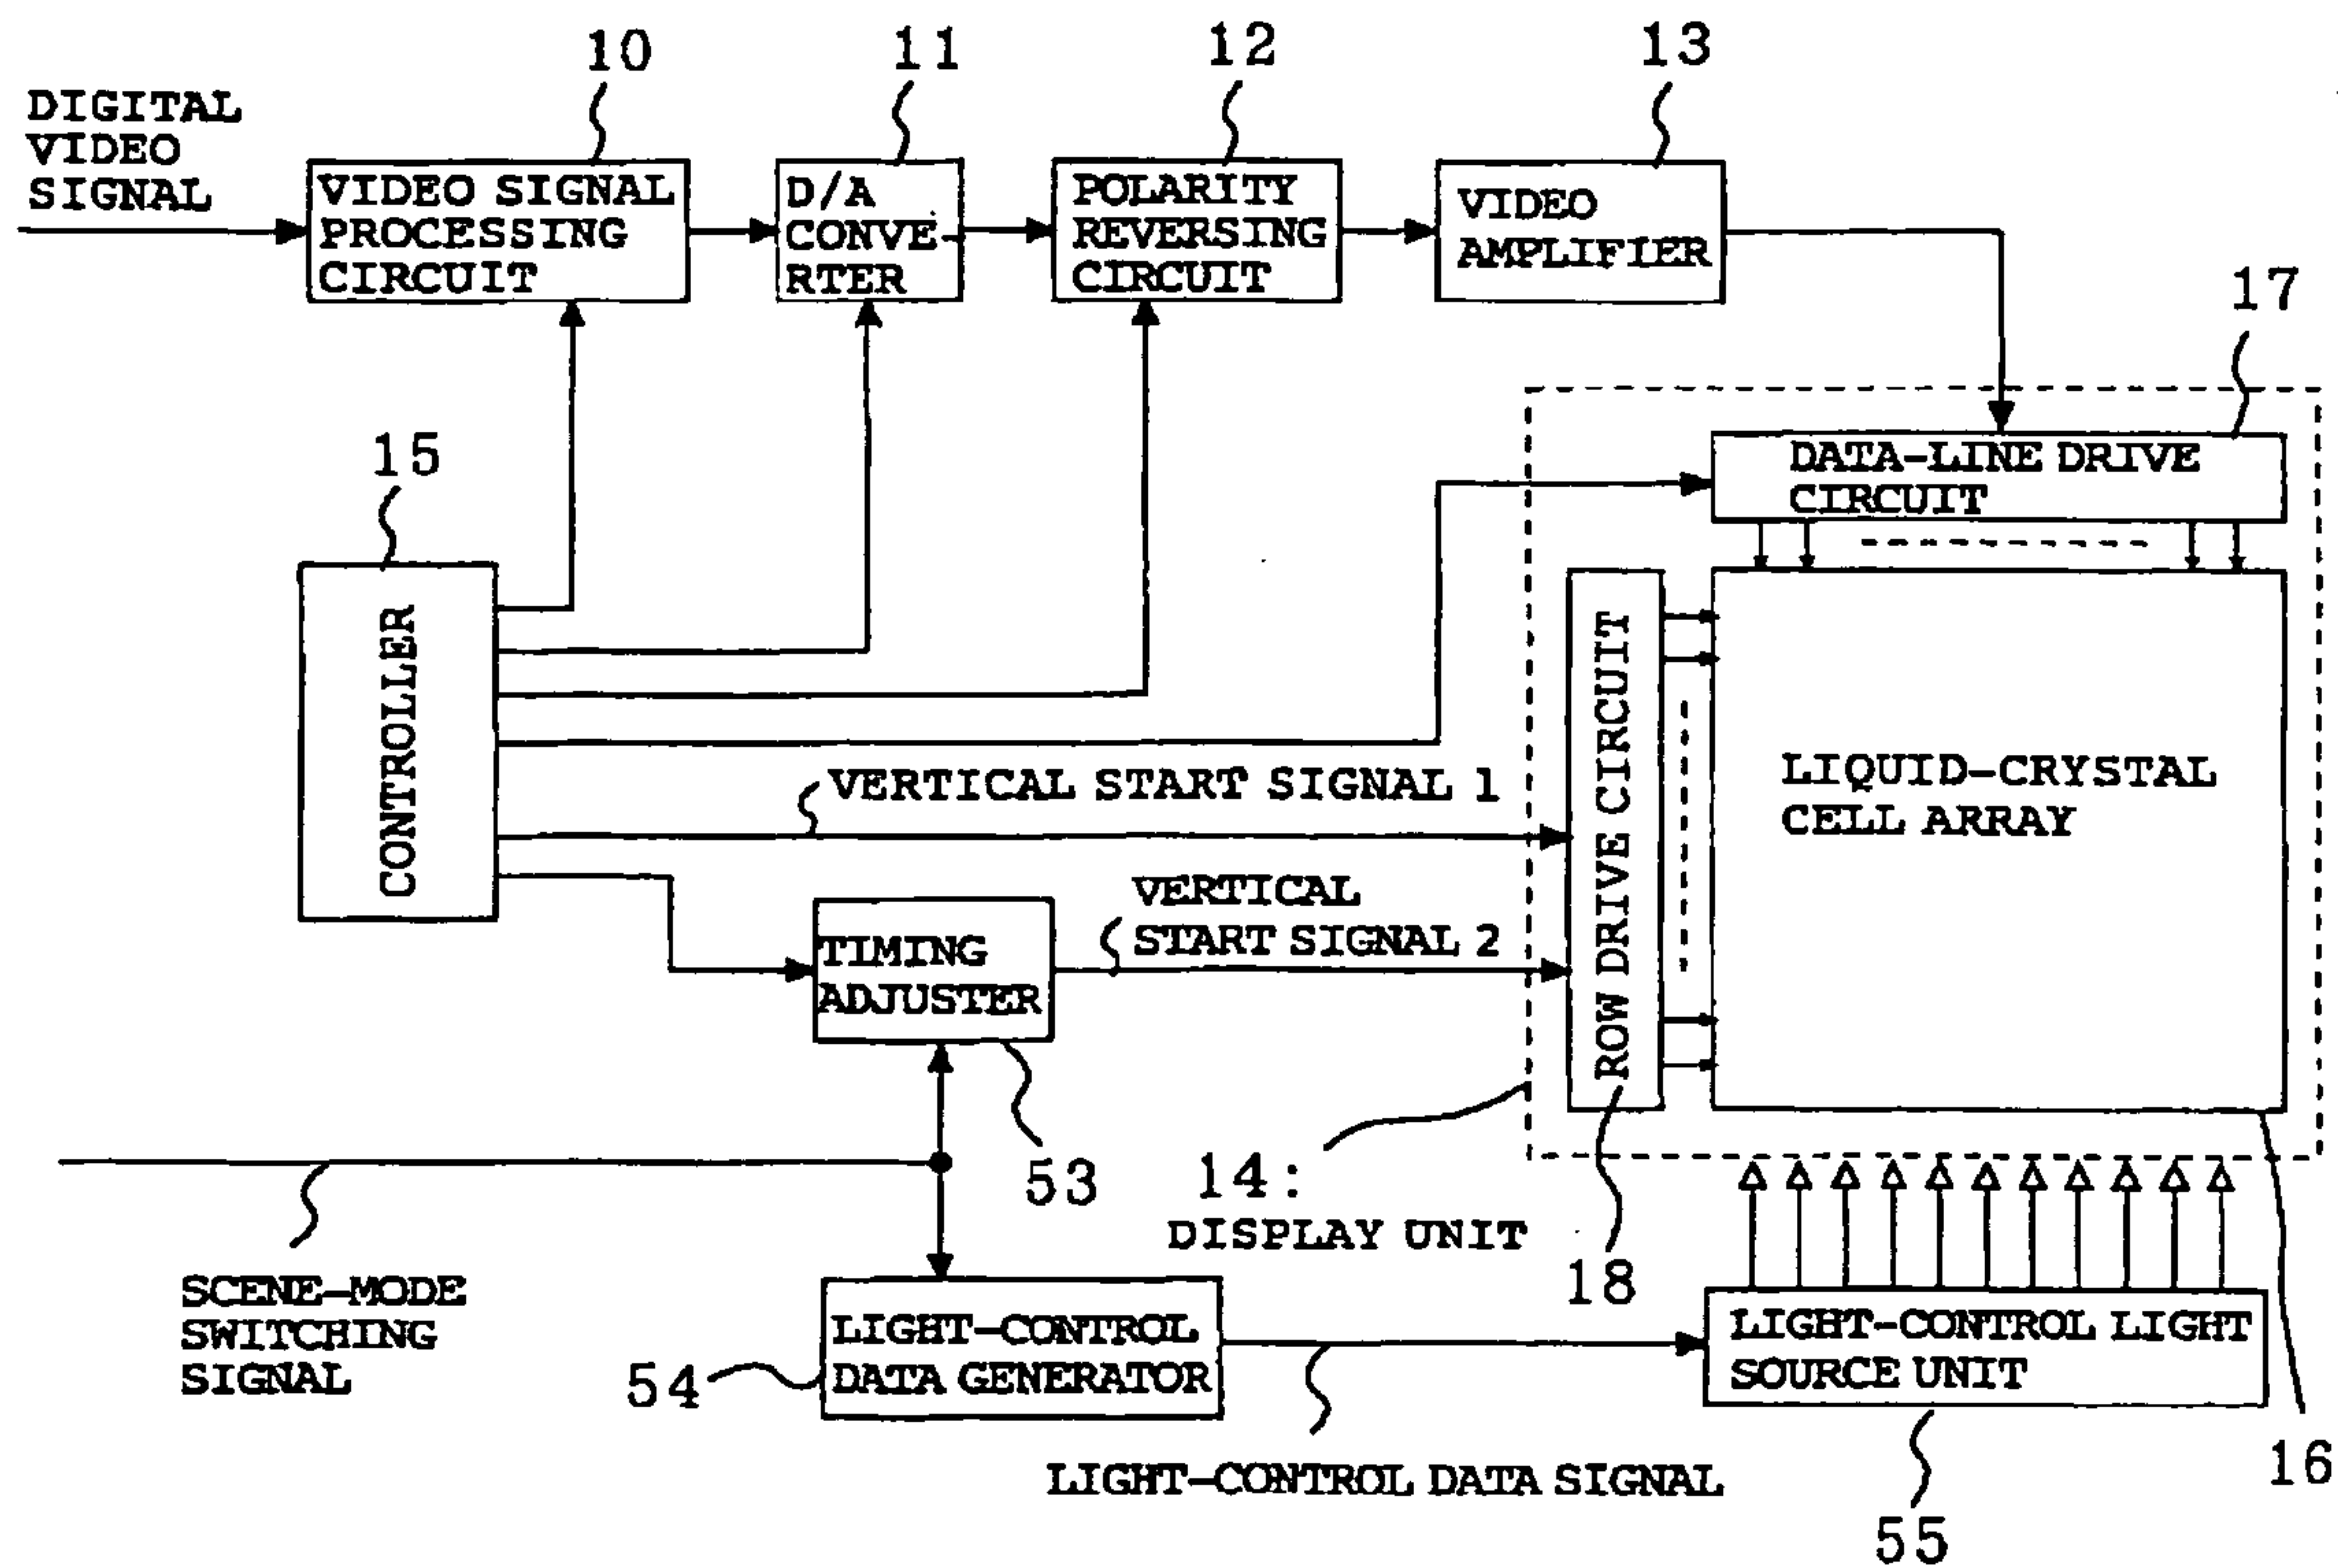 10
11
12
13
DIGITAL
VIDEO
SIGNAL
VIDEO SIGNAL
PROCESSING
CIRCUIT
D/A
CONVE-
RTER
POLARITY
REVERSING
CIRCUIT
VIDEO
AMPLIFIER
17
15
DATA-LINE DRIVE
CIRCUIT
CONTROLLER
ROW DRIVE CIRCUIT
LIQUID-CRYSTAL
CELL ARRAY
VERTICAL START SIGNAL 1
VERTICAL
START SIGNAL 2
TIMING
ADJUSTER
53
14:
DISPLAY UNIT
18
SCENE-MODE
SWITCHING
SIGNAL
54
LIGHT-CONTROL
DATA GENERATOR
LIGHT-CONTROL LIGHT
SOURCE UNIT
LIGHT-CONTROL DATA SIGNAL
16
55